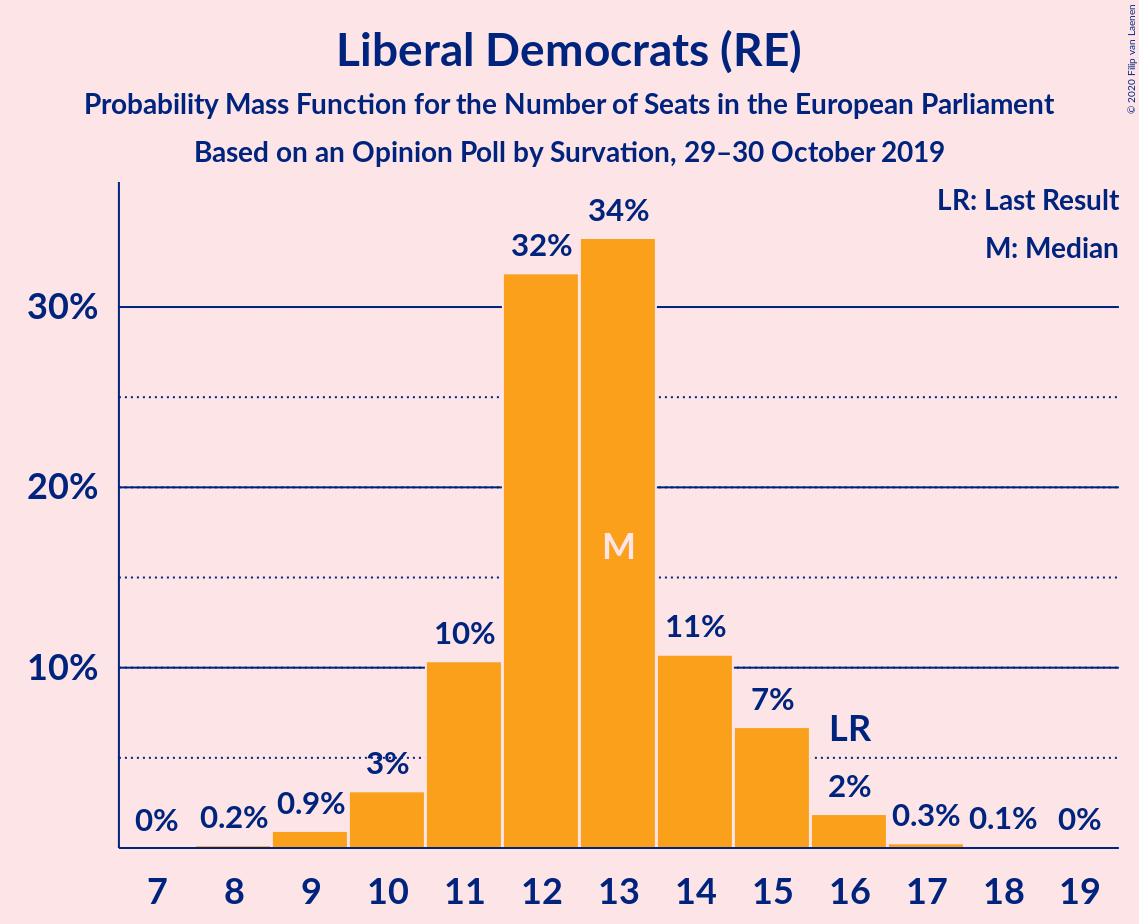 Liberal Democrats (RE)
Probability Mass Function for the Number of Seats in the European Parliament
Based on an Opinion Poll by Survation, 29–30 October 2019
© 2020 Filip van Laenen
LR: Last Result
M: Median
30%
20%
10%
0%
0.2%
0.9%
3%
10%
32%
34%
M
11%
7%
LR
2%
0.3%
0.1%
0%
7 8 9 10 11 12 13 14 15 16 17 18 19